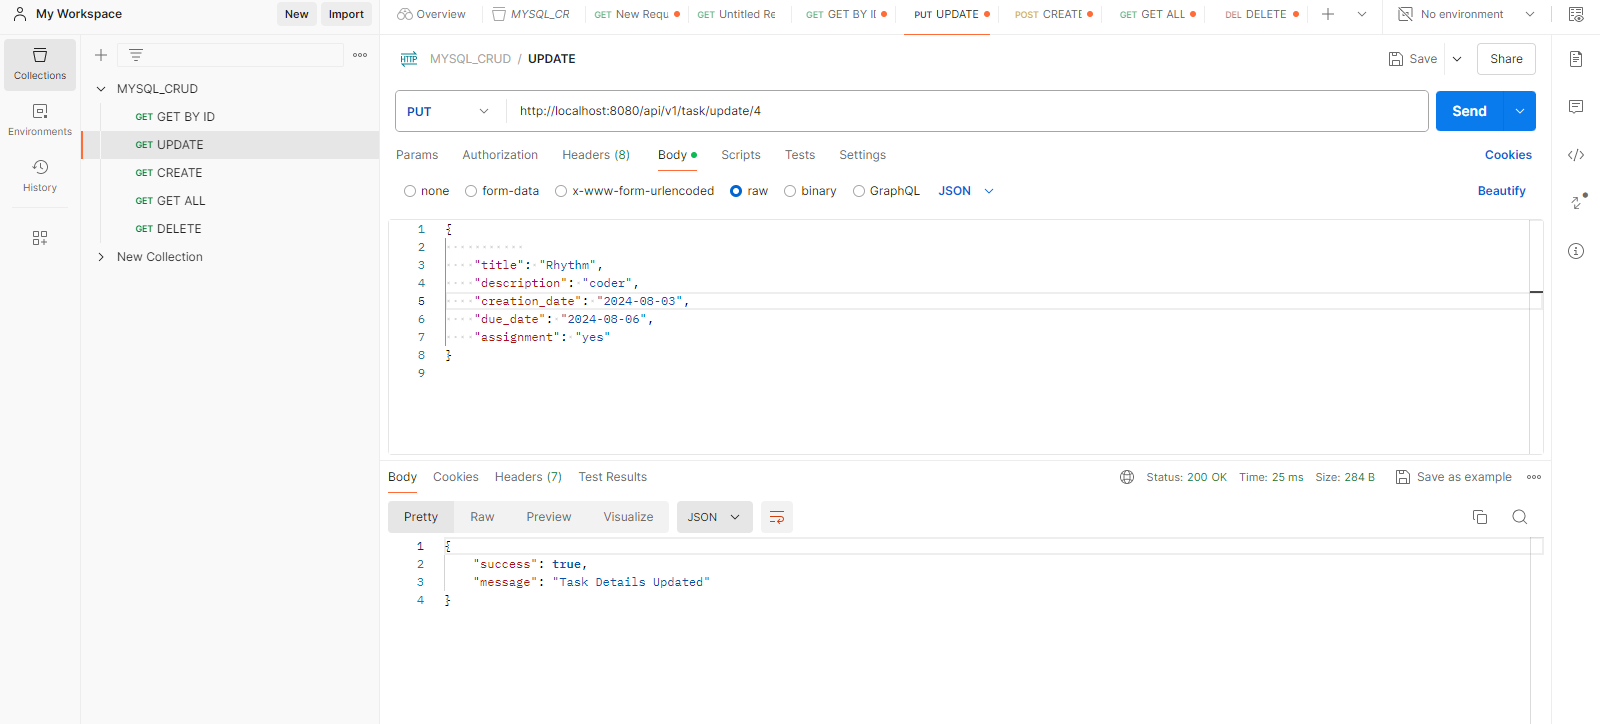 My Workspace
New
Import
Overview
MYSQL_CR
GET New Requ
GET Untitled Re
GET GET BY II
PUT UPDATE
POST CREATE
GET GET ALL
DEL DELETE
No environment
Collections
Environments
History
MYSQL_CRUD
GET GET BY ID
GET UPDATE
GET CREATE
GET GET ALL
GET DELETE
New Collection
HTTP MYSQL_CRUD / UPDATE
Save
Share
PUT
http://localhost:8080/api/v1/task/update/4
Send
Params Authorization Headers (8) Body Scripts Tests Settings
Cookies
none form-data x-www-form-urlencoded raw binary GraphQL JSON
Beautify
1 {
2
3 "title": "Rhythm",
4 "description": "coder",
5 "creation_date": "2024-08-03",
6 "due_date": "2024-08-06",
7 "assignment": "yes"
8 }
9
Body Cookies Headers (7) Test Results
Status: 200 OK Time: 25 ms Size: 284 B
Save as example
Pretty Raw Preview Visualize JSON
1 {
2 "success": true,
3 "message": "Task Details Updated"
4 }